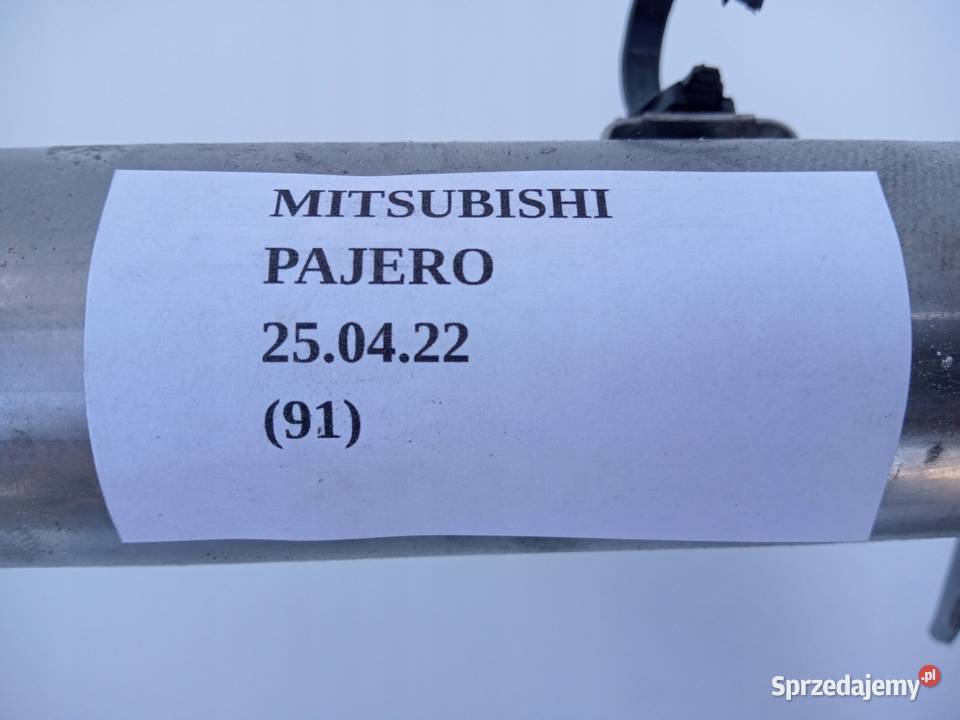 MITSUBISHI
PAJERO
25.04.22
(91)
Sprzedajemy.pl